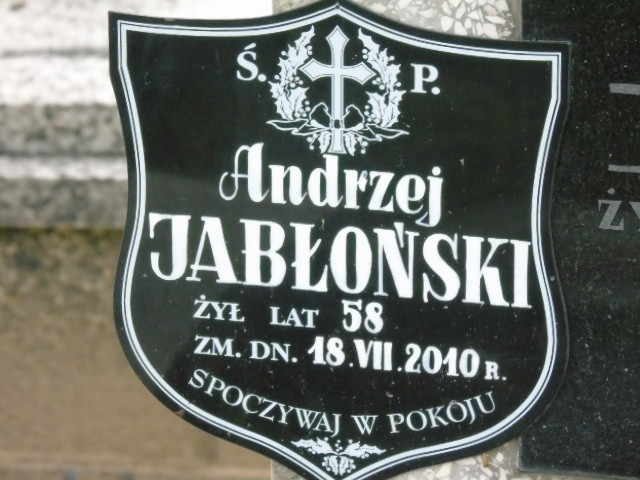 Ś. P.
Andrzej
JABŁOŃSKI
ŻYŁ LAT 58
ZM. DN. 18.VII.2010 R.
SPOCZYWAJ W POKOJU